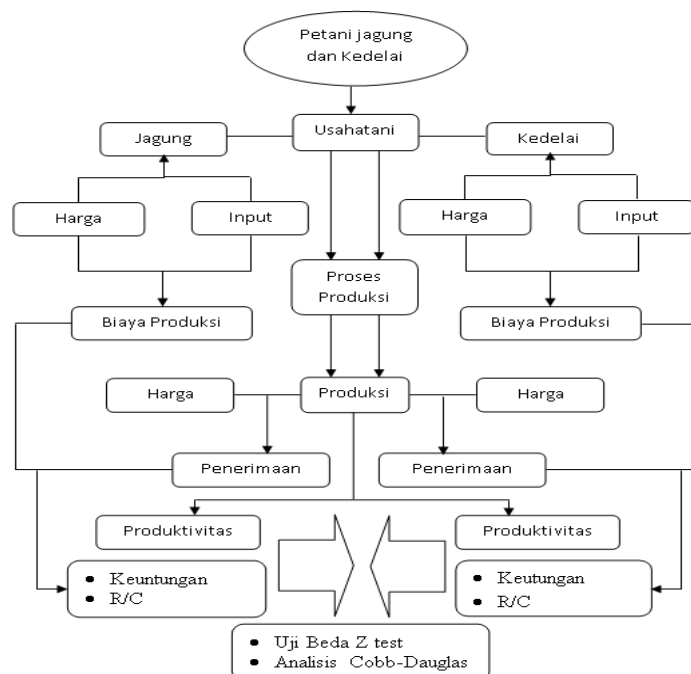 Petani jagung
dan Kedelai
Usahatani
Jagung
Kedelai
Harga
Input
Harga
Input
Proses
Produksi
Biaya Produksi
Biaya Produksi
Harga
Produksi
Harga
Penerimaan
Penerimaan
Produktivitas
Produktivitas
• Keuntungan
• R/C
• Keutungan
• R/C
• Uji Beda Z test
• Analisis Cobb-Dauglas